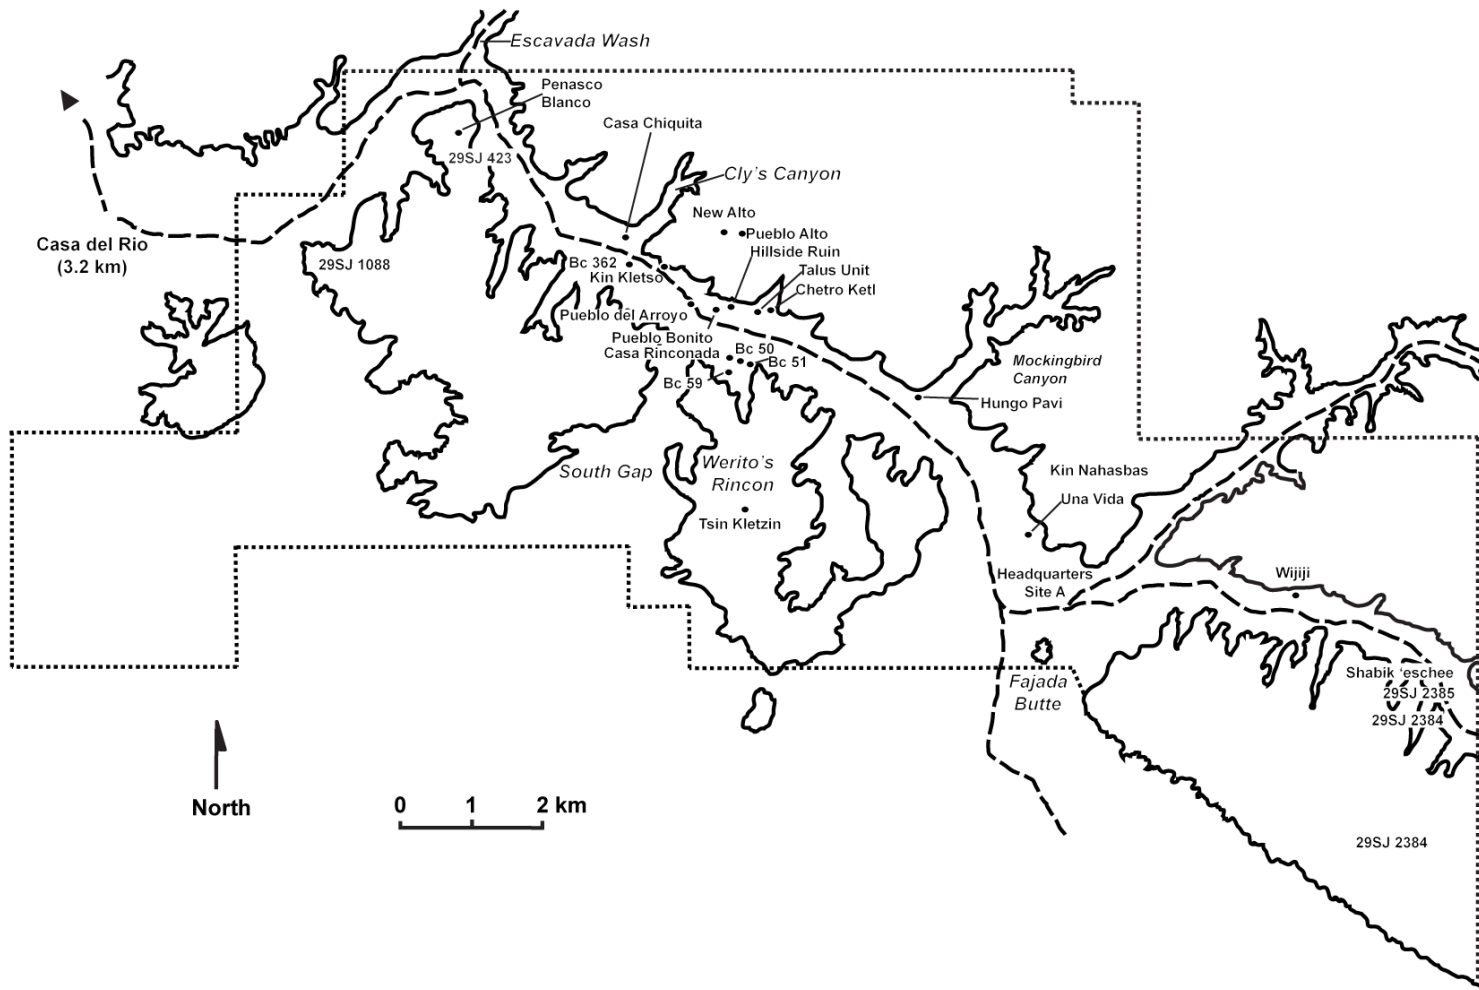 Escavada Wash
Penasco
Blanco
Casa Chiquita
29SJ 423
Cly's Canyon
New Alto
Pueblo Alto
Casa del Rio
(3.2 km)
Hillside Ruin
29SJ 1088
Bc 362
Talus Unit
Kin Kletso
Chetro Ketl
Pueblo del Arroyo
Pueblo Bonito
Casa Rinconada
Bc 50
Bc 51
Mockingbird
Canyon
Bc 59
Hungo Pavi
South Gap
Werito's
Rincon
Kin Nahasbas
Una Vida
Tsin Kletzin
Headquarters
Site A
Wijiji
Shabik 'eschee
Fajada
Butte
29SJ 2385
29SJ 2384
North
0 1 2 km
29SJ 2384